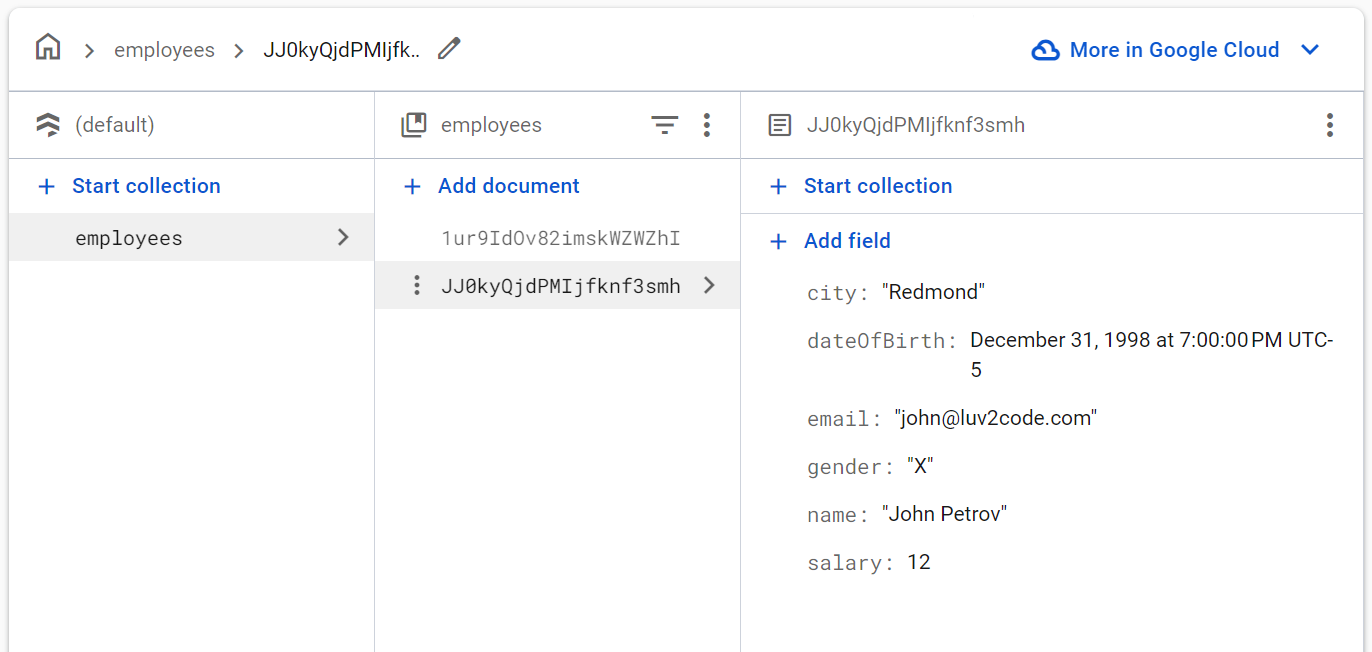 employees
JJ0kyQjdPMIjfk..
More in Google Cloud
(default)
employees
JJ0kyQjdPMIjfknf3smh
Start collection
Add document
Start collection
employees
1ur9IdOv82imskWZWZhI
JJ0kyQjdPMIjfknf3smh
Add field
city: "Redmond"
dateOfBirth: December 31, 1998 at 7:00:00 PM UTC-
5
email: "john@luv2code.com"
gender: "X"
name: "John Petrov"
salary: 12